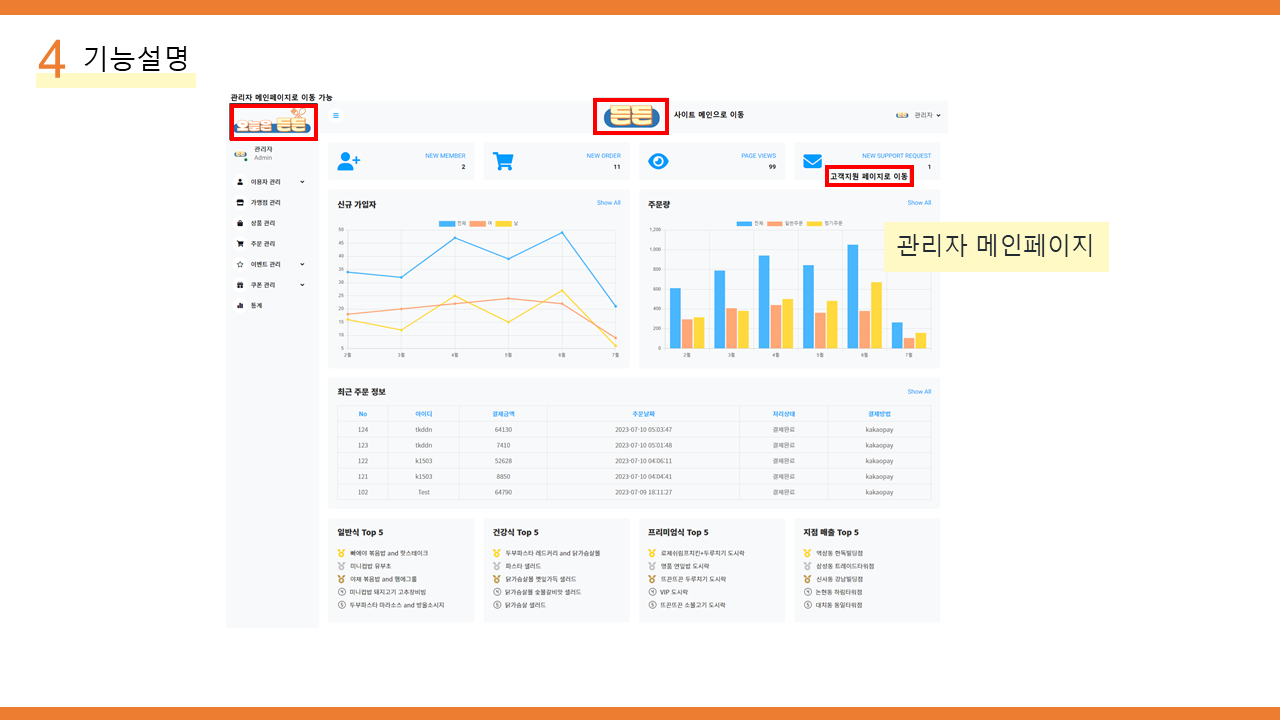 4 기능설명
관리자 메인페이지로 이동 가능
오늘은 든든
든든
사이트 메인으로 이동
관리자
관리자
Admin
이용자 관리
가맹점 관리
상품 관리
주문 관리
이벤트 관리
쿠폰 관리
통계
NEW MEMBER
2
NEW ORDER
11
PAGE VIEWS
99
NEW SUPPORT REQUEST
1
고객지원 페이지로 이동
신규 가입자
Show All
전체 여 남
50
45
40
35
30
25
20
15
10
5
2월 3월 4월 5월 6월 7월
주문량
Show All
전체 일반주문 정기주문
1,200
1,000
800
600
400
200
0
2월 3월 4월 5월 6월 7월
관리자 메인페이지
최근 주문 정보
Show All
No 아이디 결제금액 주문날짜 처리상태 결제방법
124 tkddn 64130 2023-07-10 05:03:47 결제완료 kakaopay
123 tkddn 7410 2023-07-10 05:01:48 결제완료 kakaopay
122 k1503 52628 2023-07-10 04:06:11 결제완료 kakaopay
121 k1503 8850 2023-07-10 04:04:41 결제완료 kakaopay
102 Test 64790 2023-07-09 18:11:27 결제완료 kakaopay
일반식 Top 5
빠에야 볶음밥 and 찹스테이크
미니컵밥 유부초
야채 볶음밥 and 햄에그롤
4 미니컵밥 돼지고기 고추장비빔
5 두부파스타 마라소스 and 방울소시지
건강식 Top 5
두부파스타 레드커리 and 닭가슴살볼
파스타 샐러드
닭가슴살볼 깻잎가득 샐러드
4 닭가슴살볼 숯불갈비맛 샐러드
5 닭가슴살 샐러드
프리미엄식 Top 5
로제쉬림프치킨+두루치기 도시락
명품 연잎밥 도시락
뜨끈뜨끈 두루치기 도시락
4 VIP 도시락
5 뜨끈뜨끈 소불고기 도시락
지점 매출 Top 5
역삼동 한독빌딩점
삼성동 트레이드타워점
신사동 강남빌딩점
4 논현동 하림타워점
5 대치동 동일타워점